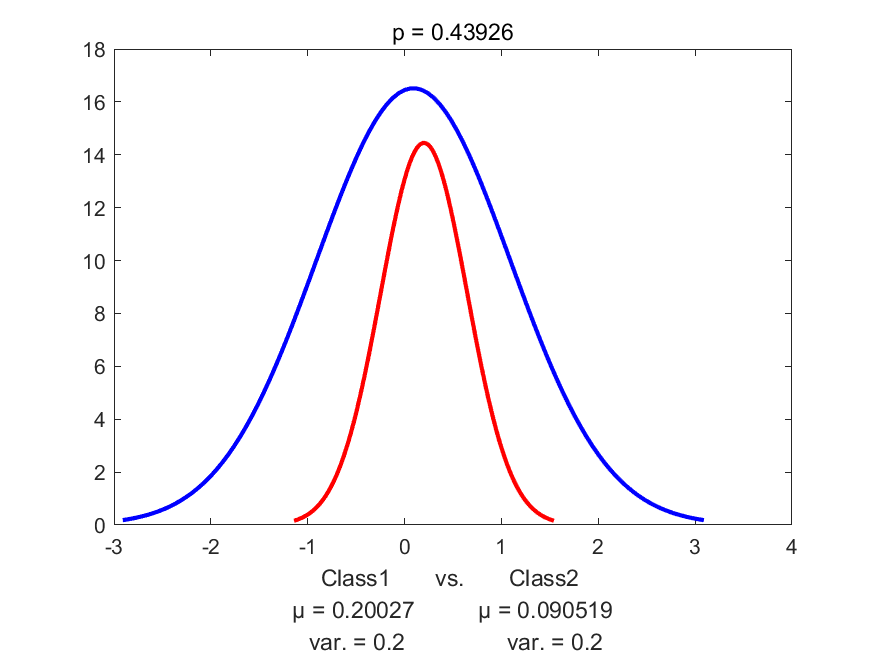 p = 0.43926
18
16
14
12
10
8
6
4
2
0
-3 -2 -1 0 1 2 3 4
Class1 vs. Class2
μ = 0.20027 μ = 0.090519
var. = 0.2 var. = 0.2